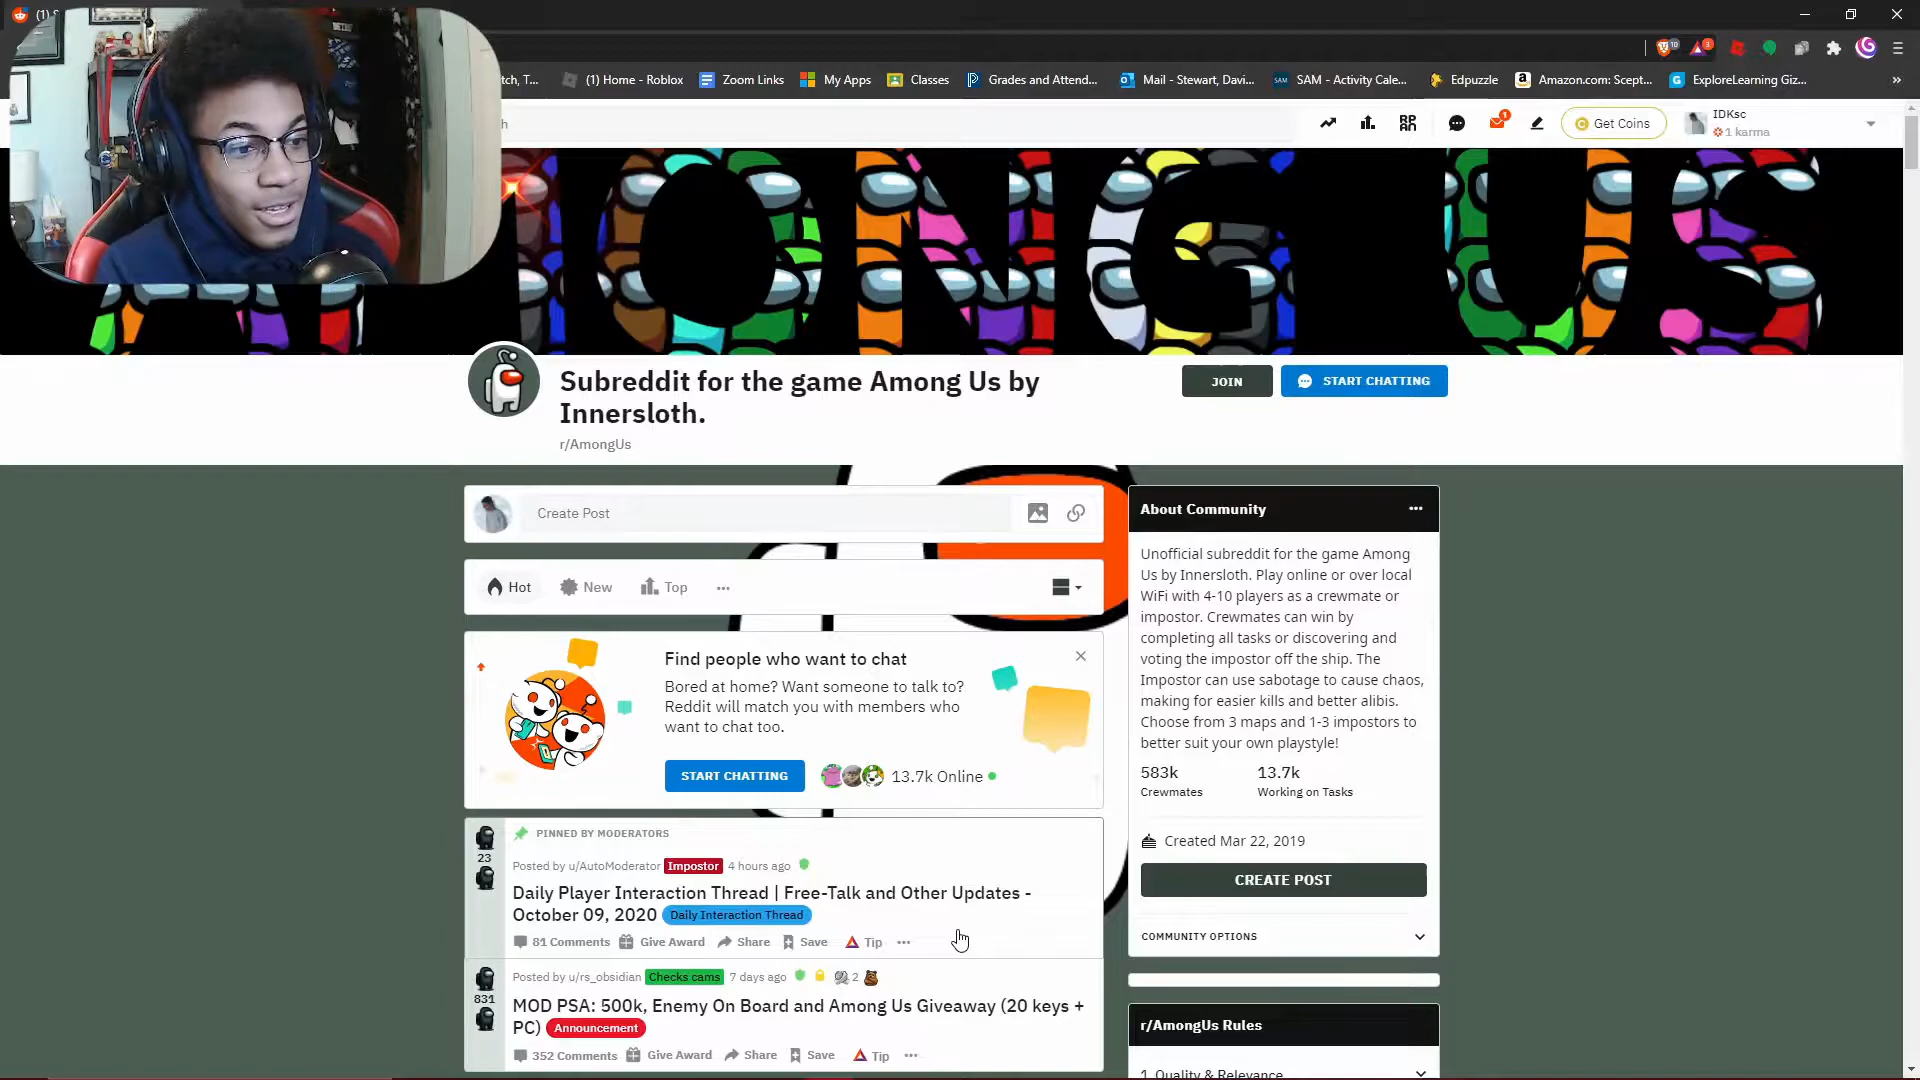 (1)
tch, T...
(1) Home - Roblox
Zoom Links
My Apps
Classes
Grades and Attend...
Mail - Stewart, Davi...
SAM - Activity Cale...
Edpuzzle
Amazon.com: Scept...
ExploreLearning Giz...
»
Get Coins
IDKsc
1 karma
AMONG US
Subreddit for the game Among Us by
Innersloth.
r/AmongUs
JOIN
START CHATTING
Create Post
Hot
New
Top
Find people who want to chat
Bored at home? Want someone to talk to?
Reddit will match you with members who
want to chat too.
START CHATTING
13.7k Online
PINNED BY MODERATORS
23
Posted by u/AutoModerator Impostor 4 hours ago
Daily Player Interaction Thread | Free-Talk and Other Updates -
October 09, 2020 Daily Interaction Thread
81 Comments Give Award Share Save Tip
Posted by u/rs_obsidian Checks cams 7 days ago 2
831
MOD PSA: 500k, Enemy On Board and Among Us Giveaway (20 keys +
PC) Announcement
352 Comments Give Award Share Save Tip
About Community
Unofficial subreddit for the game Among
Us by Innersloth. Play online or over local
WiFi with 4-10 players as a crewmate or
impostor. Crewmates can win by
completing all tasks or discovering and
voting the impostor off the ship. The
Impostor can use sabotage to cause chaos,
making for easier kills and better alibis.
Choose from 3 maps and 1-3 impostors to
better suit your own playstyle!
583k
13.7k
Crewmates
Working on Tasks
Created Mar 22, 2019
CREATE POST
COMMUNITY OPTIONS
r/AmongUs Rules
1. Quality & Relevance